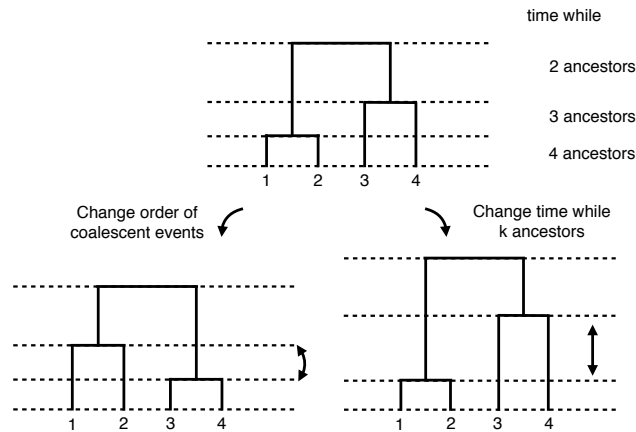 time while
2 ancestors
3 ancestors
4 ancestors
1 2 3 4
Change order of
coalescent events
Change time while
k ancestors
1 2 3 4
1 2 3 4